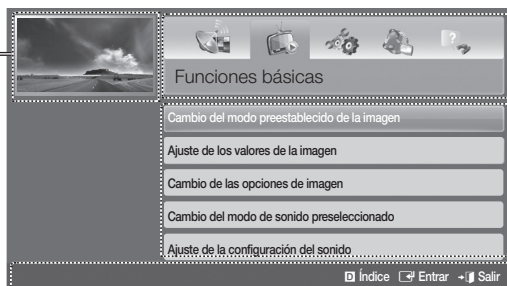 Funciones básicas
Cambio del modo preestablecido de la imagen
Ajuste de los valores de la imagen
Cambio de las opciones de imagen
Cambio del modo de sonido preseleccionado
Ajuste de la configuración del sonido
D Índice Entrar Salir